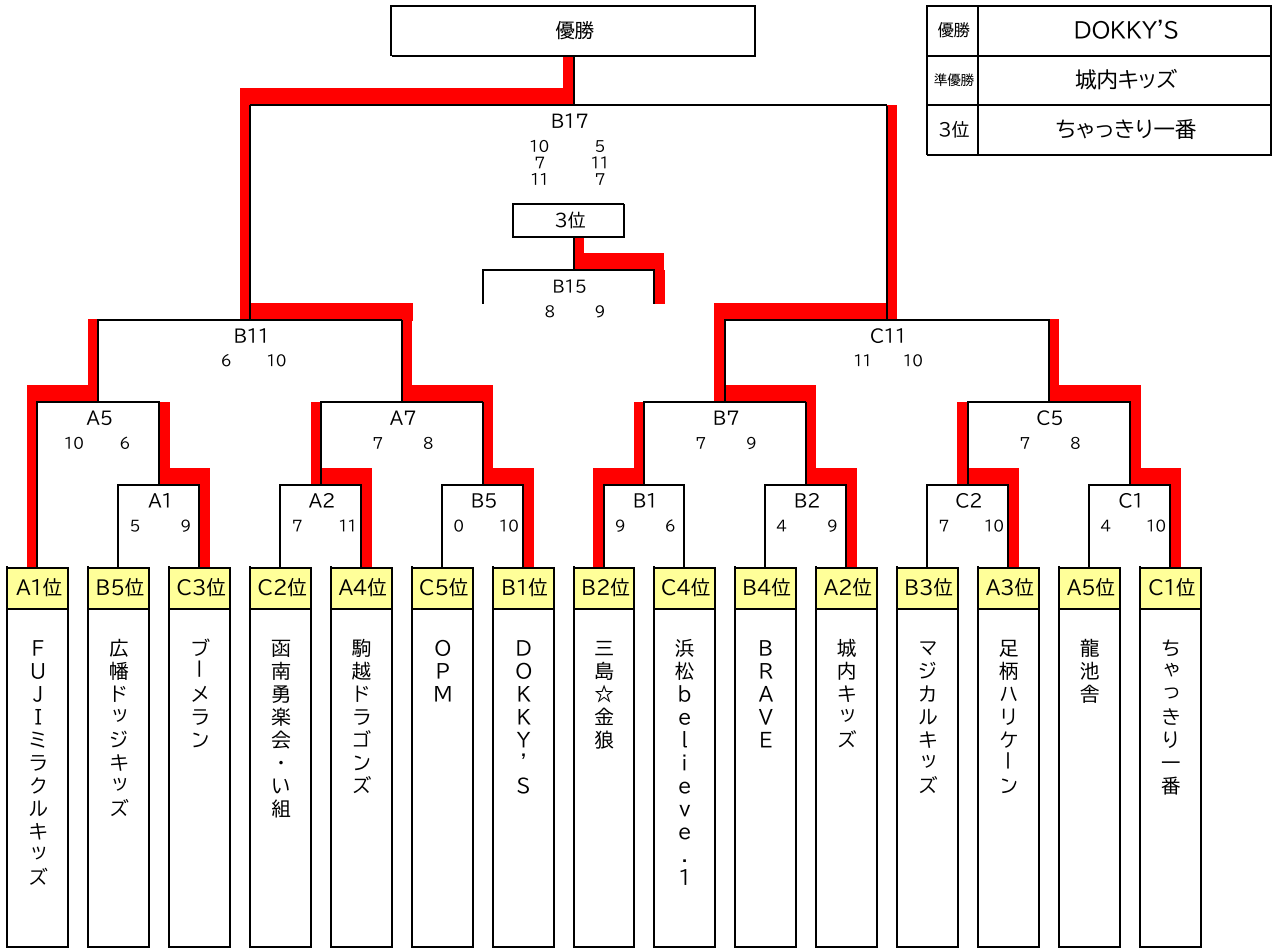 優勝
優勝 DOKKY'S
準優勝 城内キッズ
3位 ちゃっきり一番
B17
10 5
7 11
11 7
3位
B15
8 9
B11 C11
6 10 11 10
A5 A7 B7 C5
10 6 7 8 7 9 7 8
A1 A2 B5 B1 B2 C2 C1
5 9 7 11 0 10 9 6 4 9 7 10 4 10
A1位 B5位 C3位 C2位 A4位 C5位 B1位 B2位 C4位 B4位 A2位 B3位 A3位 A5位 C1位
FUJIミラクルキッズ
広幡ドッジキッズ
ブーメラン
函南勇楽会・い組
駒越ドラゴンズ
OPM
DOKKY'S
三島☆金狼
浜松believe.1
BRAVE
城内キッズ
マジカルキッズ
足柄ハリケーン
龍池舎
ちゃっきり一番